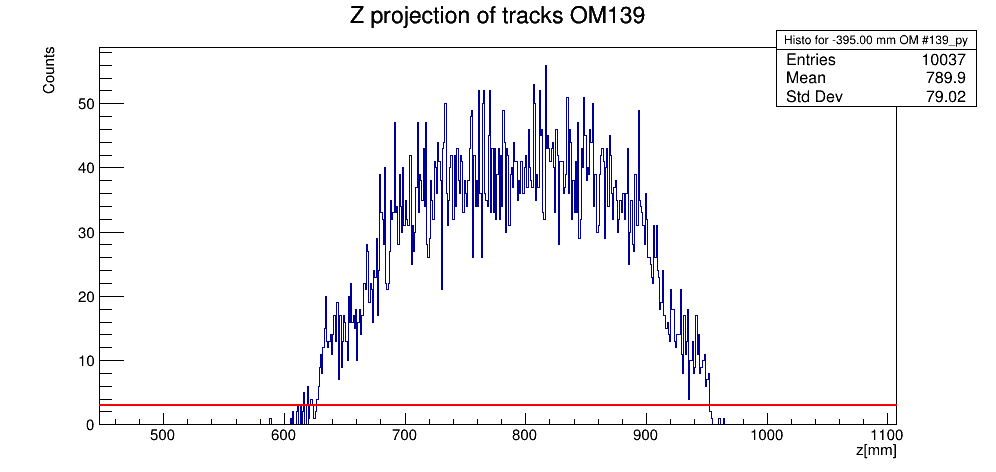 Z projection of tracks OM139
Histo for -395.00 mm OM #139_py
Entries 10037
Mean 789.9
Std Dev 79.02
Counts
50
40
30
20
10
0
500 600 700 800 900 1000 1100
z[mm]